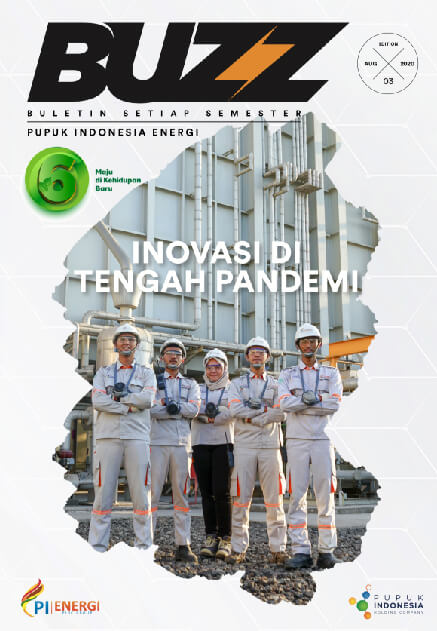 BUZZ
EDITION
AUG 2020
03
BULETIN SETIAP SEMESTER
PUPUK INDONESIA ENERGI
6
Maju
di Kehidupan
Baru
INOVASI DI
TENGAH PANDEMI
PI ENERGI
PUPUK
INDONESIA
HOLDING COMPANY